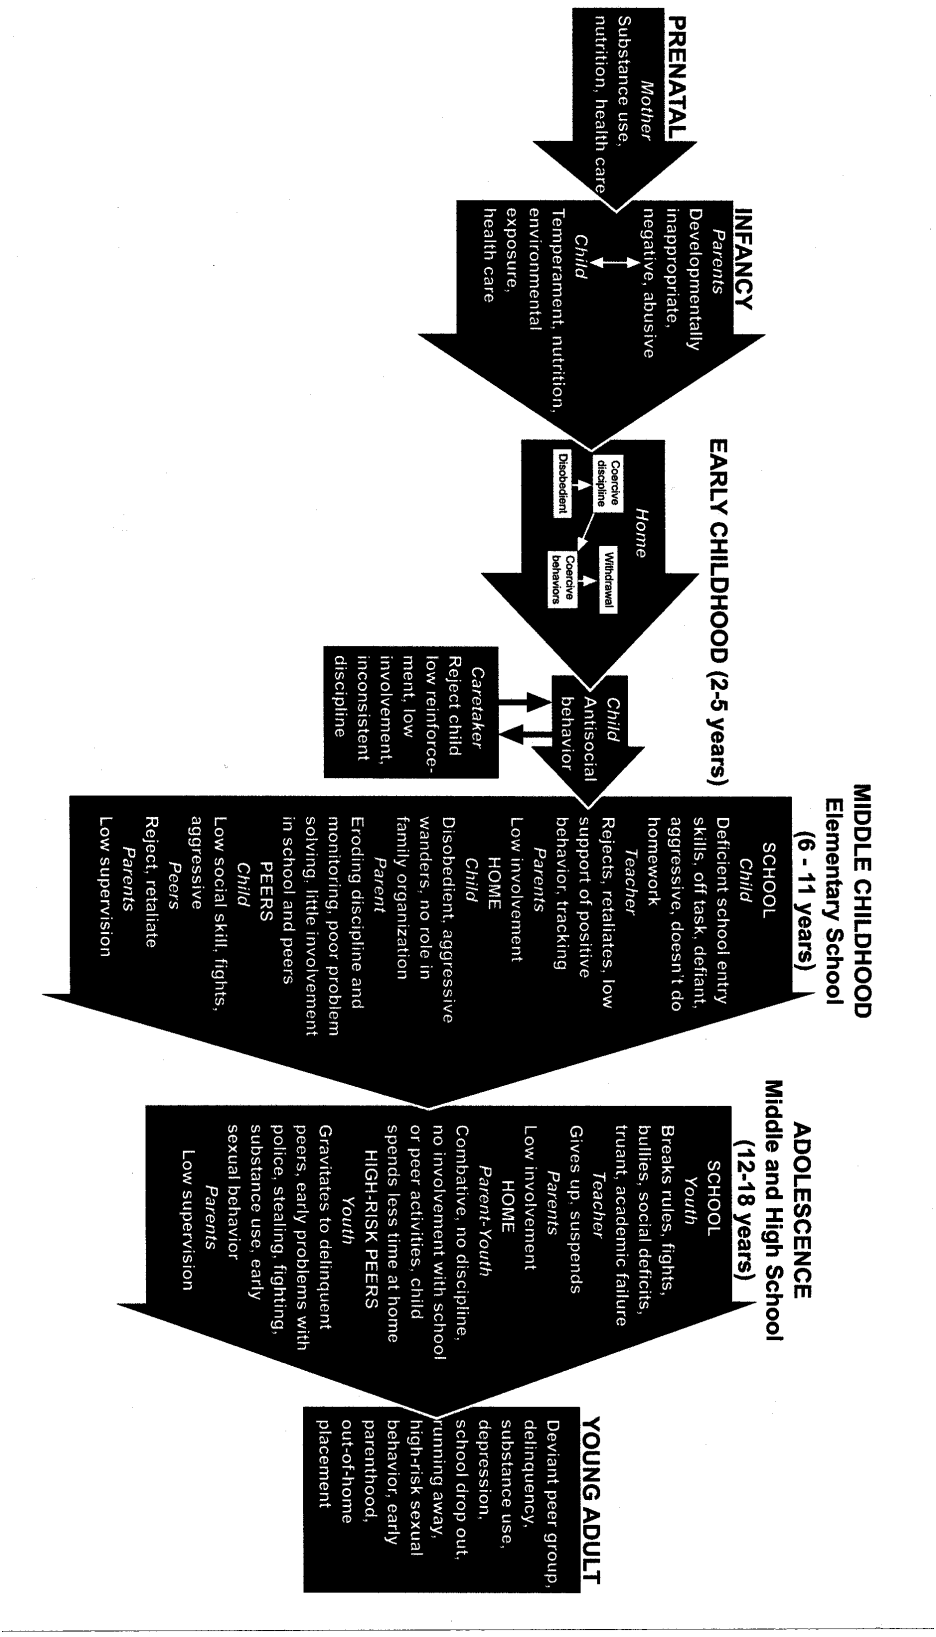 PRENATAL
Mother
Substance use,
nutrition, health care
INFANCY
Parents
Developmentally
inappropriate,
negative, abusive
Child
Temperament, nutrition,
environmental
exposure,
health care
EARLY CHILDHOOD (2-5 years)
Home
Coercive
discipline
Disobedient
Withdrawal
Coercive
behaviors
Child
Antisocial
behavior
Caretaker
Reject child
low reinforce-
ment, low
involvement,
inconsistent
discipline
MIDDLE CHILDHOOD
Elementary School
(6 - 11 years)
SCHOOL
Child
Deficient school entry
skills, off task, defiant,
aggressive, doesn't do
homework
Teacher
Rejects, retaliates, low
support of positive
behavior, tracking
Parents
Low involvement
HOME
Child
Disobedient, aggressive
wanders, no role in
family organization
Parent
Eroding discipline and
monitoring, poor problem
solving, little involvement
in school and peers
PEERS
Child
Low social skill, fights,
aggressive
Peers
Reject, retaliate
Parents
Low supervision
ADOLESCENCE
Middle and High School
(12-18 years)
SCHOOL
Youth
Breaks rules, fights,
bullies, social deficits,
truant, academic failure
Teacher
Gives up, suspends
Parents
Low involvement
HOME
Parent-Youth
Combative, no discipline,
no involvement with school
or peer activities, child
spends less time at home
HIGH-RISK PEERS
Youth
Gravitates to delinquent
peers, early problems with
police, stealing, fighting,
substance use, early
sexual behavior
Parents
Low supervision
YOUNG ADULT
Deviant peer group,
delinquency,
substance use,
depression,
school drop out,
running away,
high-risk sexual
behavior, early
parenthood,
out-of-home
placement